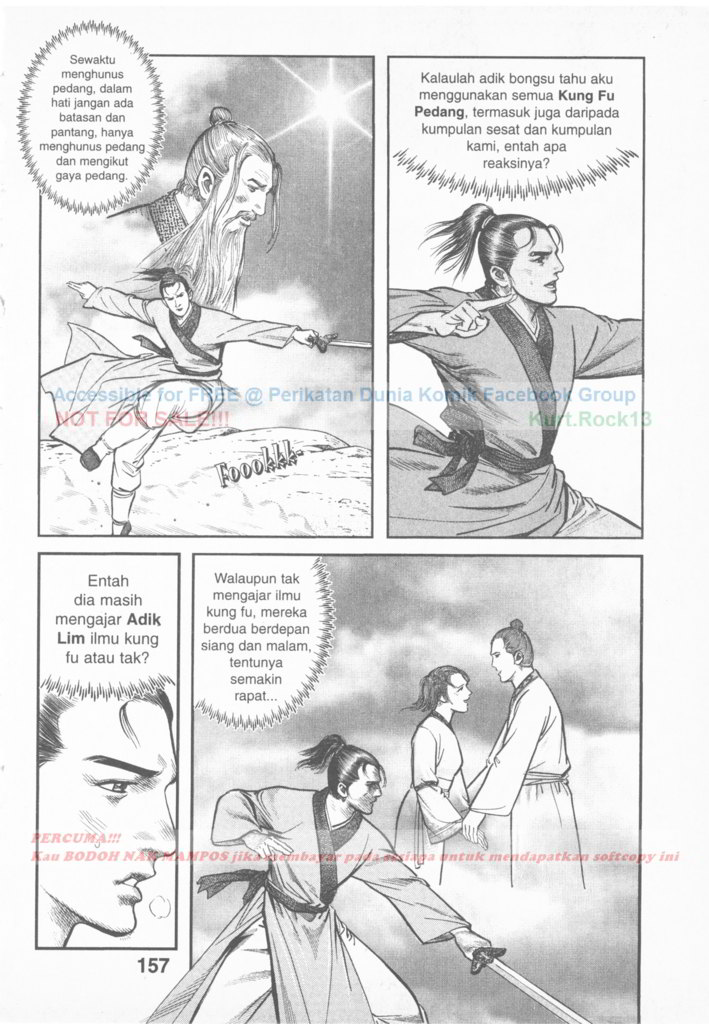 Sewaktu
menghunus
pedang, dalam
hati jangan ada
batasan dan
pantang, hanya
menghunus pedang
dan mengikut
gaya pedang.
Kalaulah adik bongsu tahu aku
menggunakan semua Kung Fu
Pedang, termasuk juga daripada
kumpulan sesat dan kumpulan
kami, entah apa
reaksinya?
Accessible for FREE @ Perikatan Dunia Komik Facebook Group
NOT FOR SALE!!!
Kurt.Rock13
Foookkk
Entah
dia masih
mengajar Adik
Lim ilmu kung
fu atau tak?
Walaupun tak
mengajar ilmu
kung fu, mereka
berdua berdepan
siang dan malam,
tentunya
semakin
rapat...
PERCUMA!!!
Kau BODOH NAK MAMPOS jika membayar pada sesiapa untuk mendapatkan softcopy ini
157